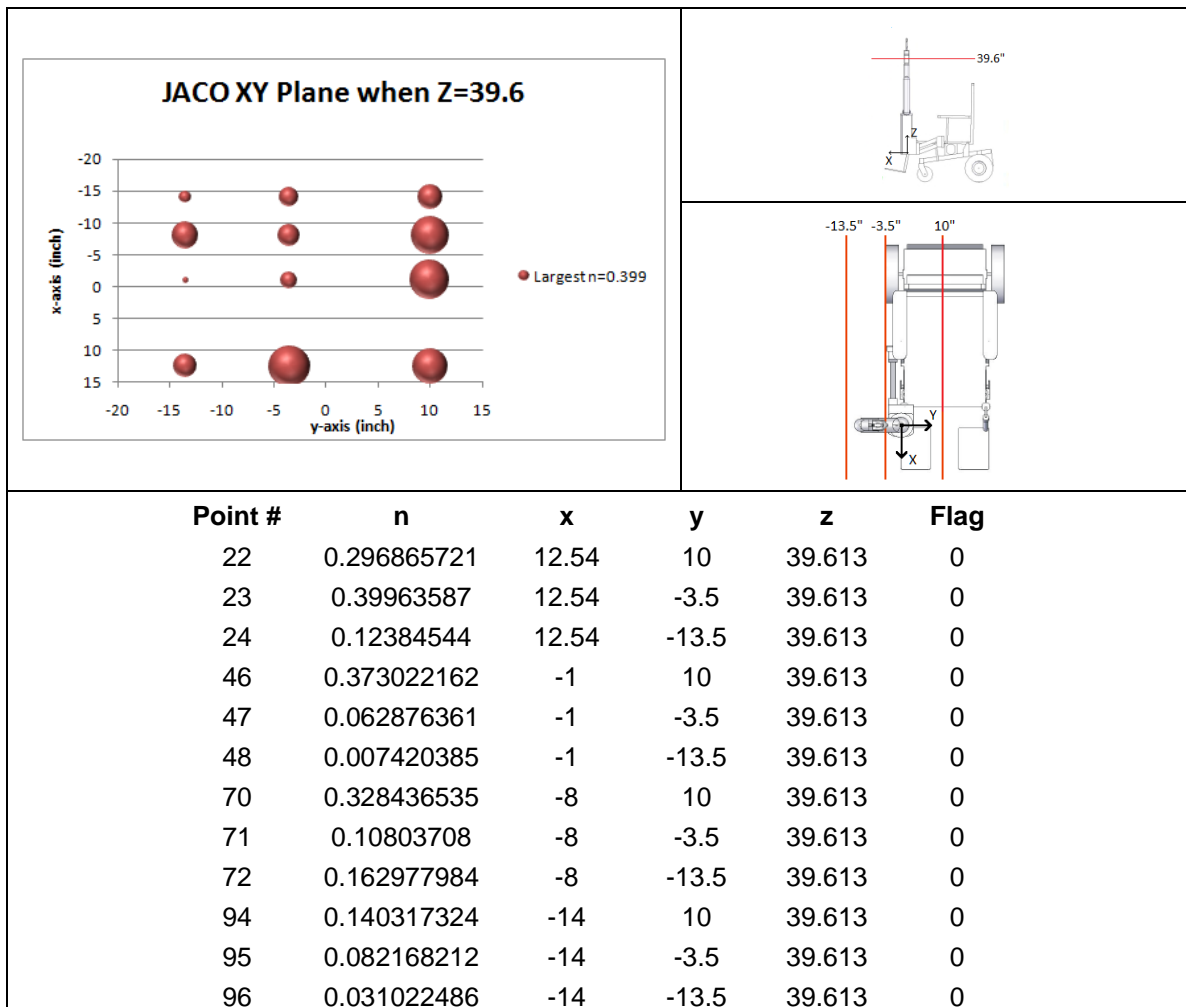 JACO XY Plane when Z=39.6
-20
-15
-10
-5
0
5
10
15
x-axis (inch)
-20 -15 -10 -5 0 5 10 15
y-axis (inch)
Largest n=0.399
39.6"
Z
X
-13.5" -3.5" 10"
Y
X
Point # n x y z Flag
22 0.296865721 12.54 10 39.613 0
23 0.39963587 12.54 -3.5 39.613 0
24 0.12384544 12.54 -13.5 39.613 0
46 0.373022162 -1 10 39.613 0
47 0.062876361 -1 -3.5 39.613 0
48 0.007420385 -1 -13.5 39.613 0
70 0.328436535 -8 10 39.613 0
71 0.10803708 -8 -3.5 39.613 0
72 0.162977984 -8 -13.5 39.613 0
94 0.140317324 -14 10 39.613 0
95 0.082168212 -14 -3.5 39.613 0
96 0.031022486 -14 -13.5 39.613 0